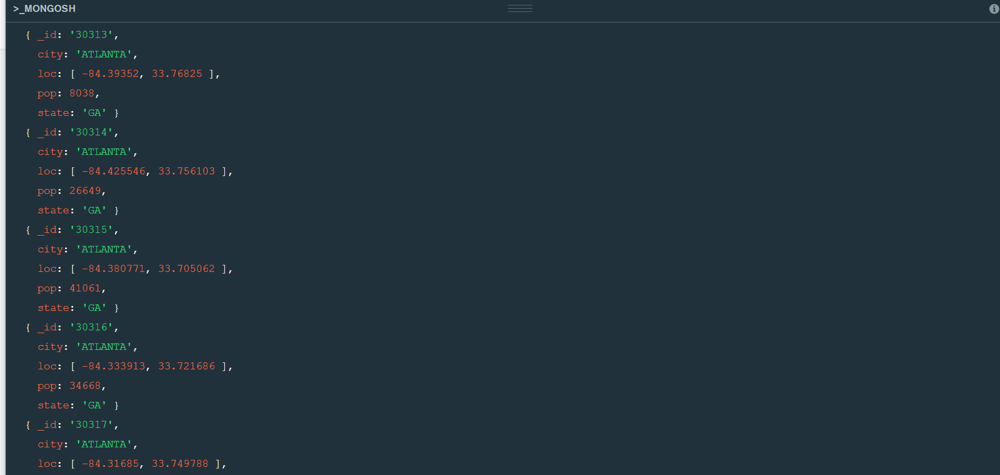 >_MONGOSH
{ _id: '30313',
city: 'ATLANTA',
loc: [ -84.39352, 33.76825 ],
pop: 8038,
state: 'GA' }
{ _id: '30314',
city: 'ATLANTA',
loc: [ -84.425546, 33.756103 ],
pop: 26649,
state: 'GA' }
{ _id: '30315',
city: 'ATLANTA',
loc: [ -84.380771, 33.705062 ],
pop: 41061,
state: 'GA' }
{ _id: '30316',
city: 'ATLANTA',
loc: [ -84.333913, 33.721686 ],
pop: 34668,
state: 'GA' }
{ _id: '30317',
city: 'ATLANTA',
loc: [ -84.31685, 33.749788 ],